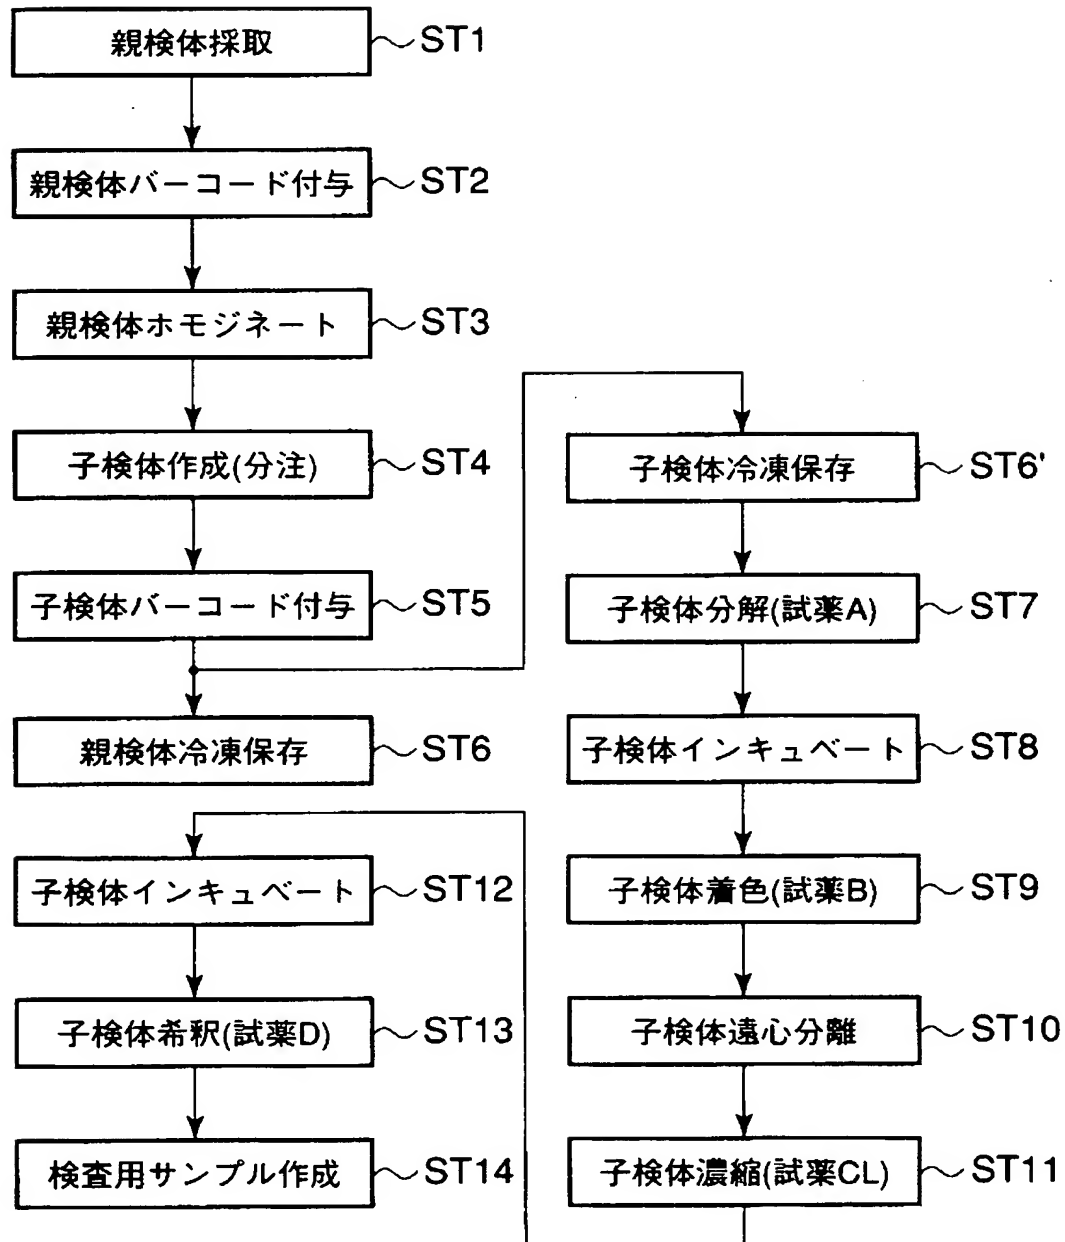 親検体採取 ST1
親検体バーコード付与 ST2
親検体ホモジネート ST3
子検体作成(分注) ST4
子検体バーコード付与 ST5
親検体冷凍保存 ST6
子検体冷凍保存 ST6'
子検体分解(試薬A) ST7
子検体インキュベート ST8
子検体着色(試薬B) ST9
子検体遠心分離 ST10
子検体濃縮(試薬CL) ST11
子検体インキュベート ST12
子検体希釈(試薬D) ST13
検査用サンプル作成 ST14